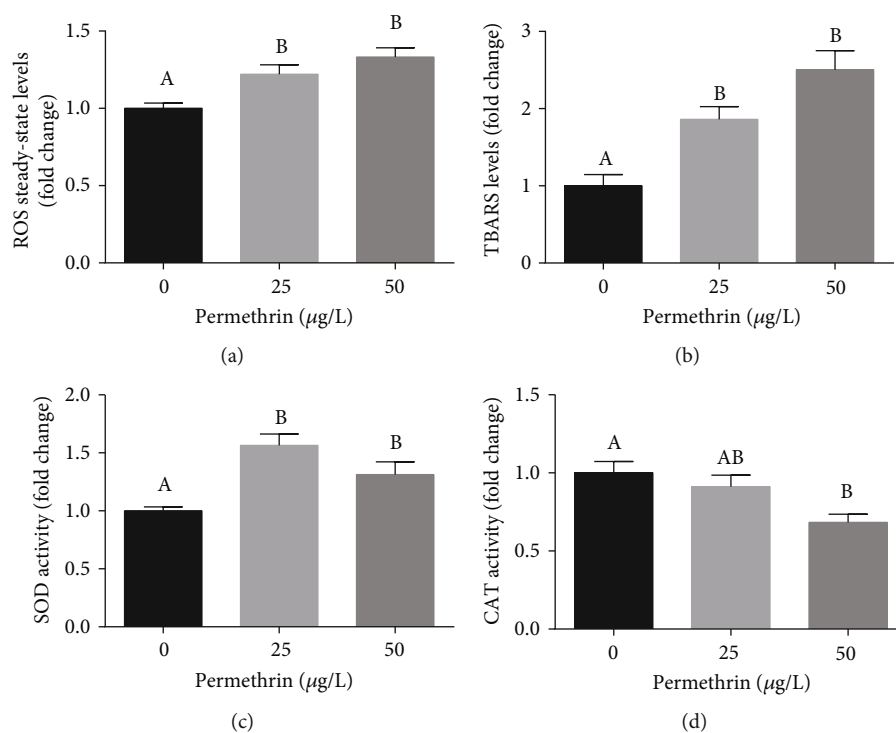 ROS steady-state levels
(fold change)
1.5
1.0
0.5
0.0
A
B
B
0
25
50
Permethrin (μg/L)
(a)
TBARS levels (fold change)
3
2
1
0
A
B
B
0
25
50
Permethrin (μg/L)
(b)
SOD activity (fold change)
2.0
1.5
1.0
0.5
0.0
A
B
B
0
25
50
Permethrin (μg/L)
(c)
CAT activity (fold change)
1.5
1.0
0.5
0.0
A
AB
B
0
25
50
Permethrin (μg/L)
(d)